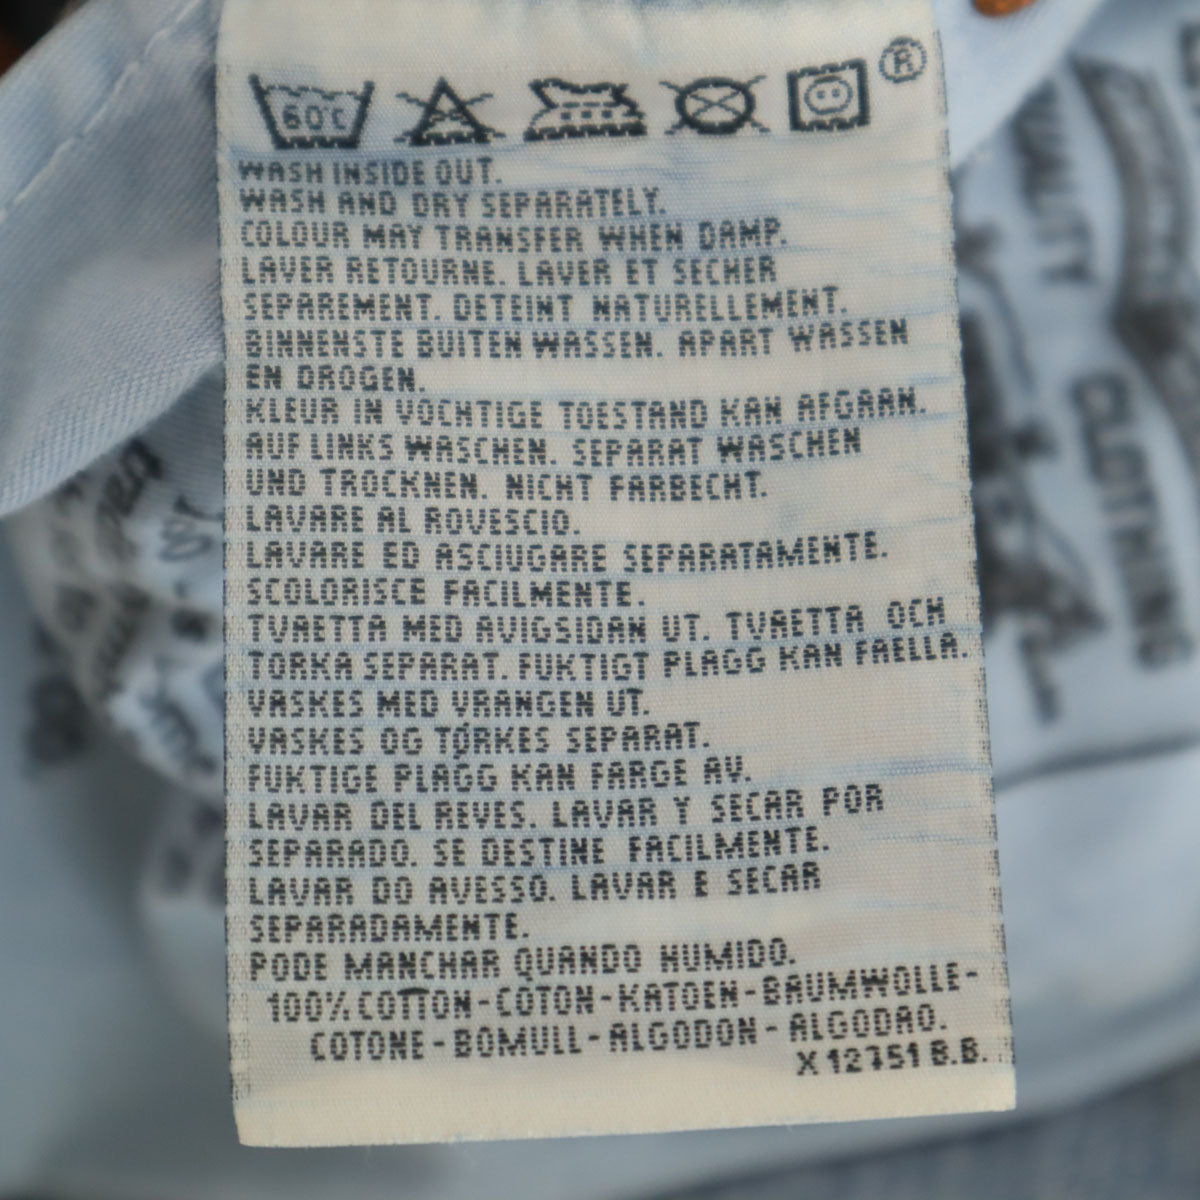 60°C
®
WASH INSIDE OUT.
WASH AND DRY SEPARATELY.
COLOUR MAY TRANSFER WHEN DAMP.
LAVER RETOURNE. LAVER ET SECHER
SEPAREMENT. DETEINT NATURELLEMENT.
BINNENSTE BUITEN WASSEN. APART WASSEN
EN DROGEN.
KLEUR IN VOCHTIGE TOESTAND KAN AFGAAN.
AUF LINKS WASCHEN. SEPARAT WASCHEN
UND TROCKNEN. NICHT FARBECHT.
LAVARE AL ROVESCIO.
LAVARE ED ASCIUGARE SEPARATAMENTE.
SCOLORISCE FACILMENTE.
TVAETTA MED AVIGSIDAN UT. TVAETTA OCH
TORKA SEPARAT. FUKTIGT PLAGG KAN FAELLA.
VASKES MED VRANGEN UT.
VASKES OG TØRKES SEPARAT.
FUKTIGE PLAGG KAN FARGE AV.
LAVAR DEL REVES. LAVAR Y SECAR POR
SEPARADO. SE DESTINE FACILMENTE.
LAVAR DO AVESSO. LAVAR E SECAR
SEPARADAMENTE.
PODE MANCHAR QUANDO HUMIDO.
100% COTTON-COTON-KATOEN-BAUMWOLLE-
COTONE-BOMULL-ALGODON-ALGODAO.
X 12751 B.B.
CLOTHING